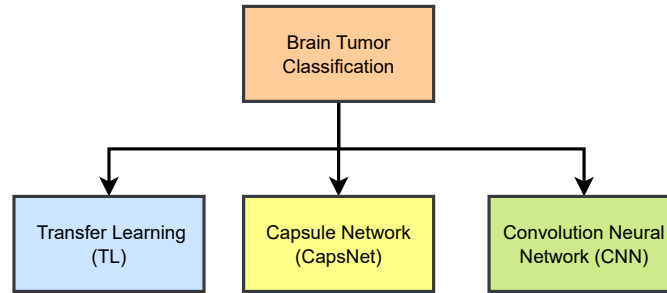 Brain Tumor
Classification
Transfer Learning
(TL)
Capsule Network
(CapsNet)
Convolution Neural
Network (CNN)